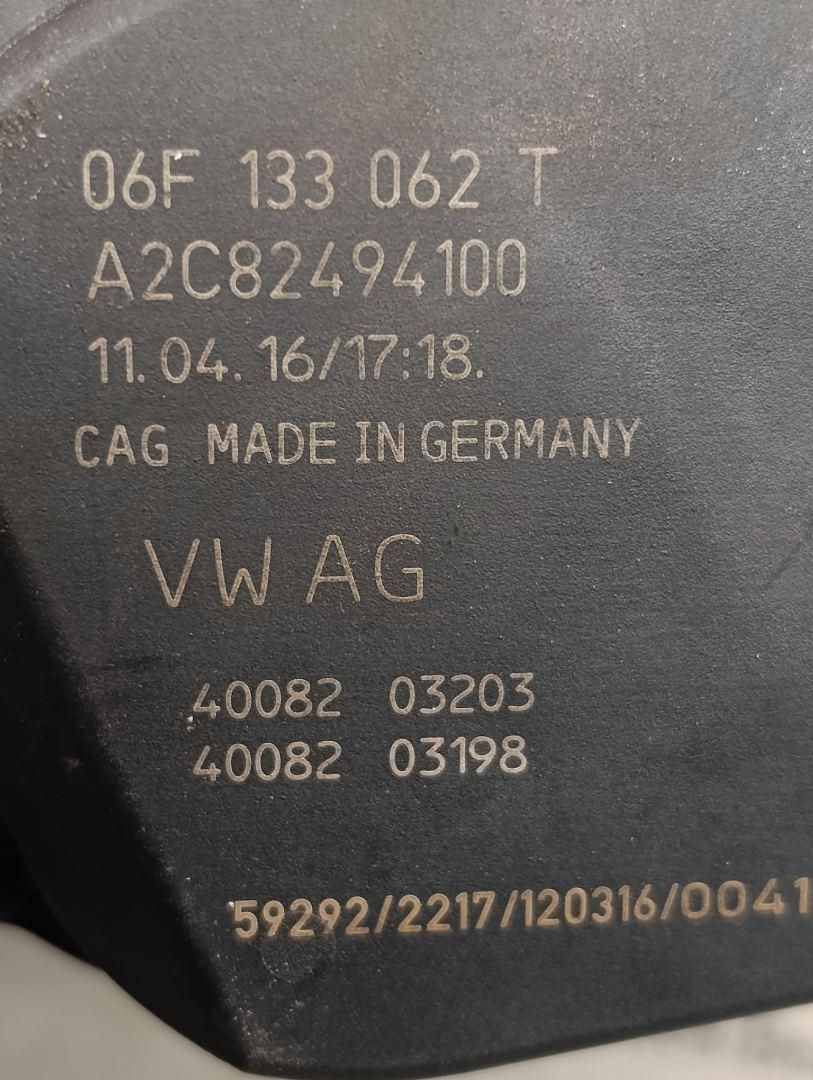 06F 133 062 T
A2C82494100
11.04.16/17:18.
CAG MADE IN GERMANY
VW AG
40082 03203
40082 03198
59292/2217/120316/0041